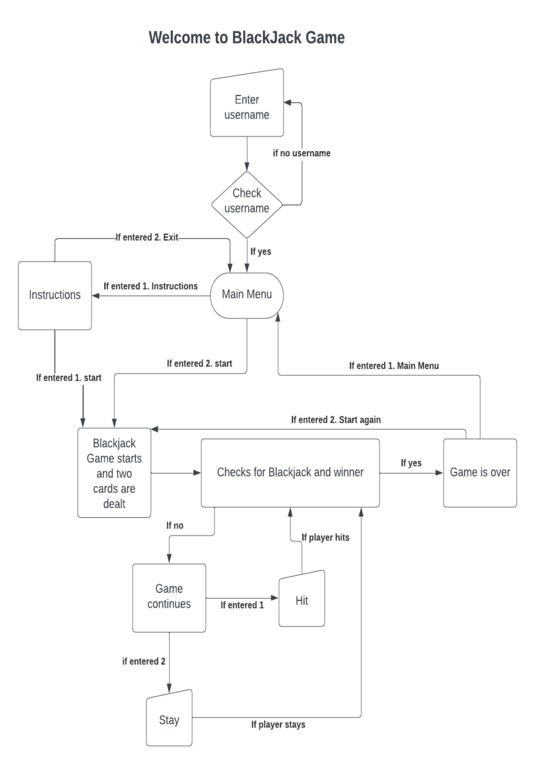 Welcome to BlackJack Game
Enter
username
if no username
Check
username
If entered 2. Exit
If yes
Instructions
If entered 1. Instructions
Main Menu
If entered 2. start
If entered 1. Main Menu
If entered 1. start
If entered 2. Start again
Blackjack
Game starts
and two
cards are
dealt
Checks for Blackjack and winner
If yes
Game is over
If no
If player hits
Game
continues
If entered 1
Hit
if entered 2
Stay
If player stays